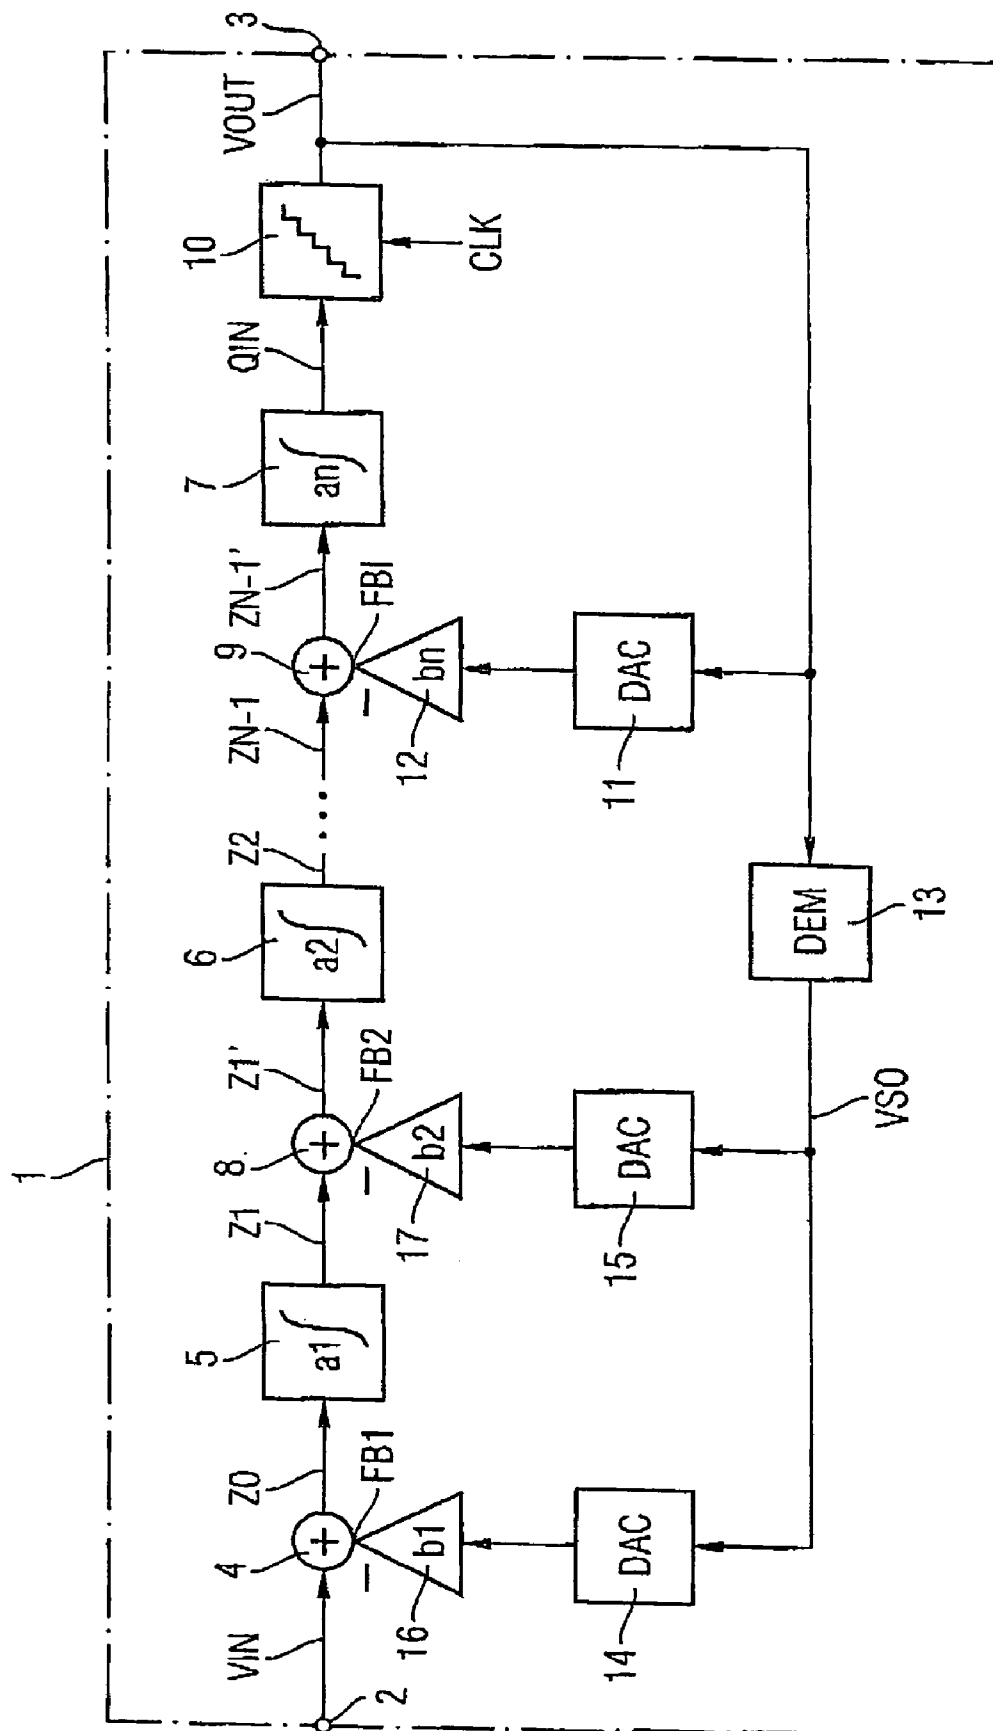 1
VIN
Z0
Z1
Z1'
Z2
ZN-1
ZN-1'
QIN
VOUT
2
4
5
8
6
9
7
10
3
a1
a2
an
+
+
+
...
−
−
−
FB1
FB2
FBI
CLK
16
b1
17
b2
12
bn
14
DAC
15
DAC
11
DAC
VS0
DEM
13